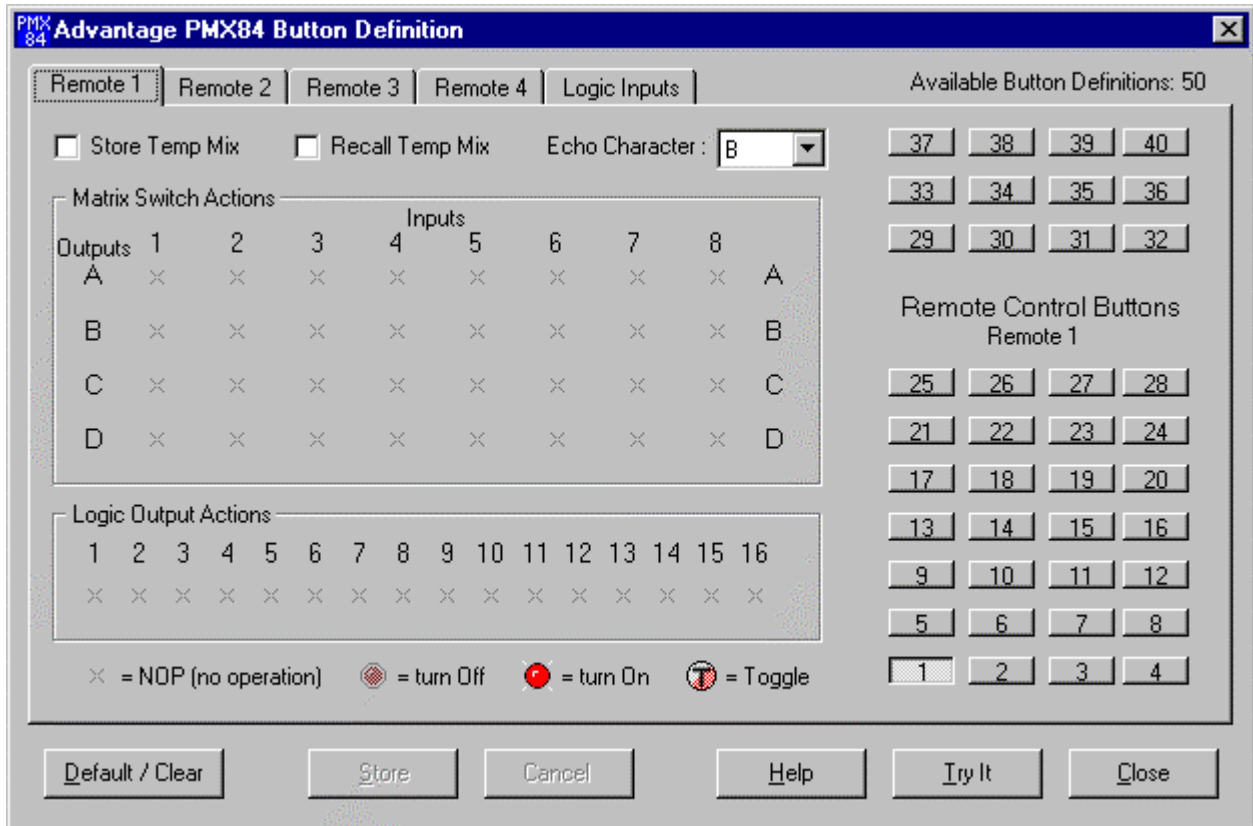 PMX 84 Advantage PMX84 Button Definition
Remote 1 Remote 2 Remote 3 Remote 4 Logic Inputs
Available Button Definitions: 50
Store Temp Mix Recall Temp Mix Echo Character : B
Matrix Switch Actions
Inputs
Outputs 1 2 3 4 5 6 7 8
A A
B B
C C
D D
Logic Output Actions
1 2 3 4 5 6 7 8 9 10 11 12 13 14 15 16
= NOP (no operation) = turn Off = turn On T = Toggle
37 38 39 40
33 34 35 36
29 30 31 32
Remote Control Buttons
Remote 1
25 26 27 28
21 22 23 24
17 18 19 20
13 14 15 16
9 10 11 12
5 6 7 8
1 2 3 4
Default / Clear Store Cancel Help Try It Close